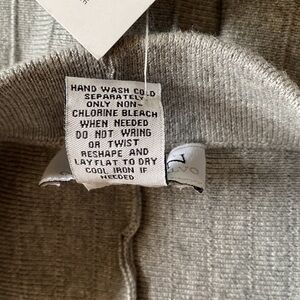 HAND WASH COLD
SEPARATELY
ONLY NON-
CHLORINE BLEACH
WHEN NEEDED
DO NOT WRING
OR TWIST
RESHAPE AND
LAY FLAT TO DRY
COOL IRON IF
NEEDED